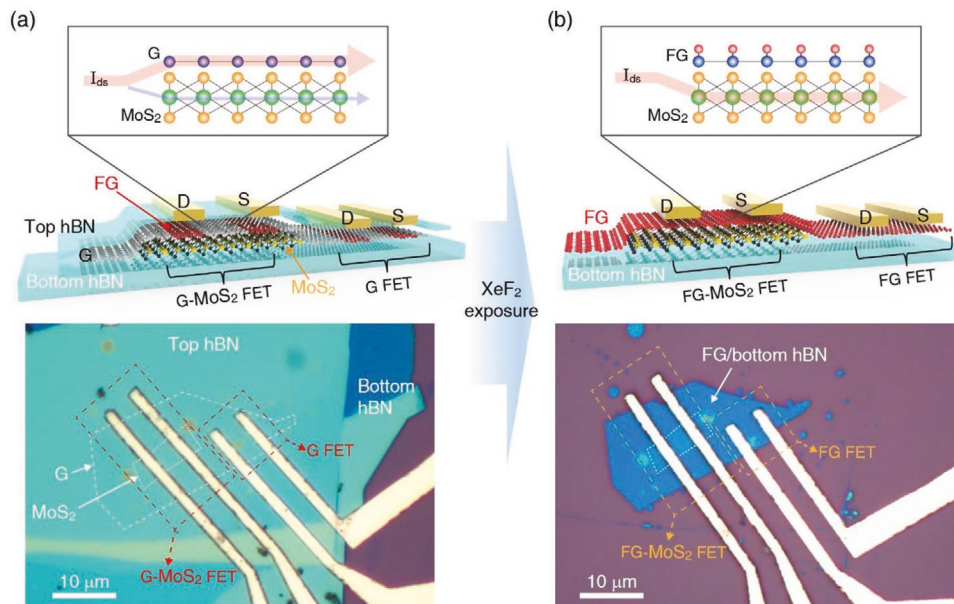 (a)
G
I_ds
MoS₂
FG
D
S
Top hBN
D
S
G
Bottom hBN
MoS₂
G-MoS₂ FET
G FET
Top hBN
Bottom
hBN
G FET
G
MoS₂
G-MoS₂ FET
10 μm
XeF₂
exposure
(b)
FG
I_ds
MoS₂
D
S
FG
D
S
Bottom hBN
FG-MoS₂ FET
FG FET
FG/bottom hBN
FG FET
FG-MoS₂ FET
10 μm